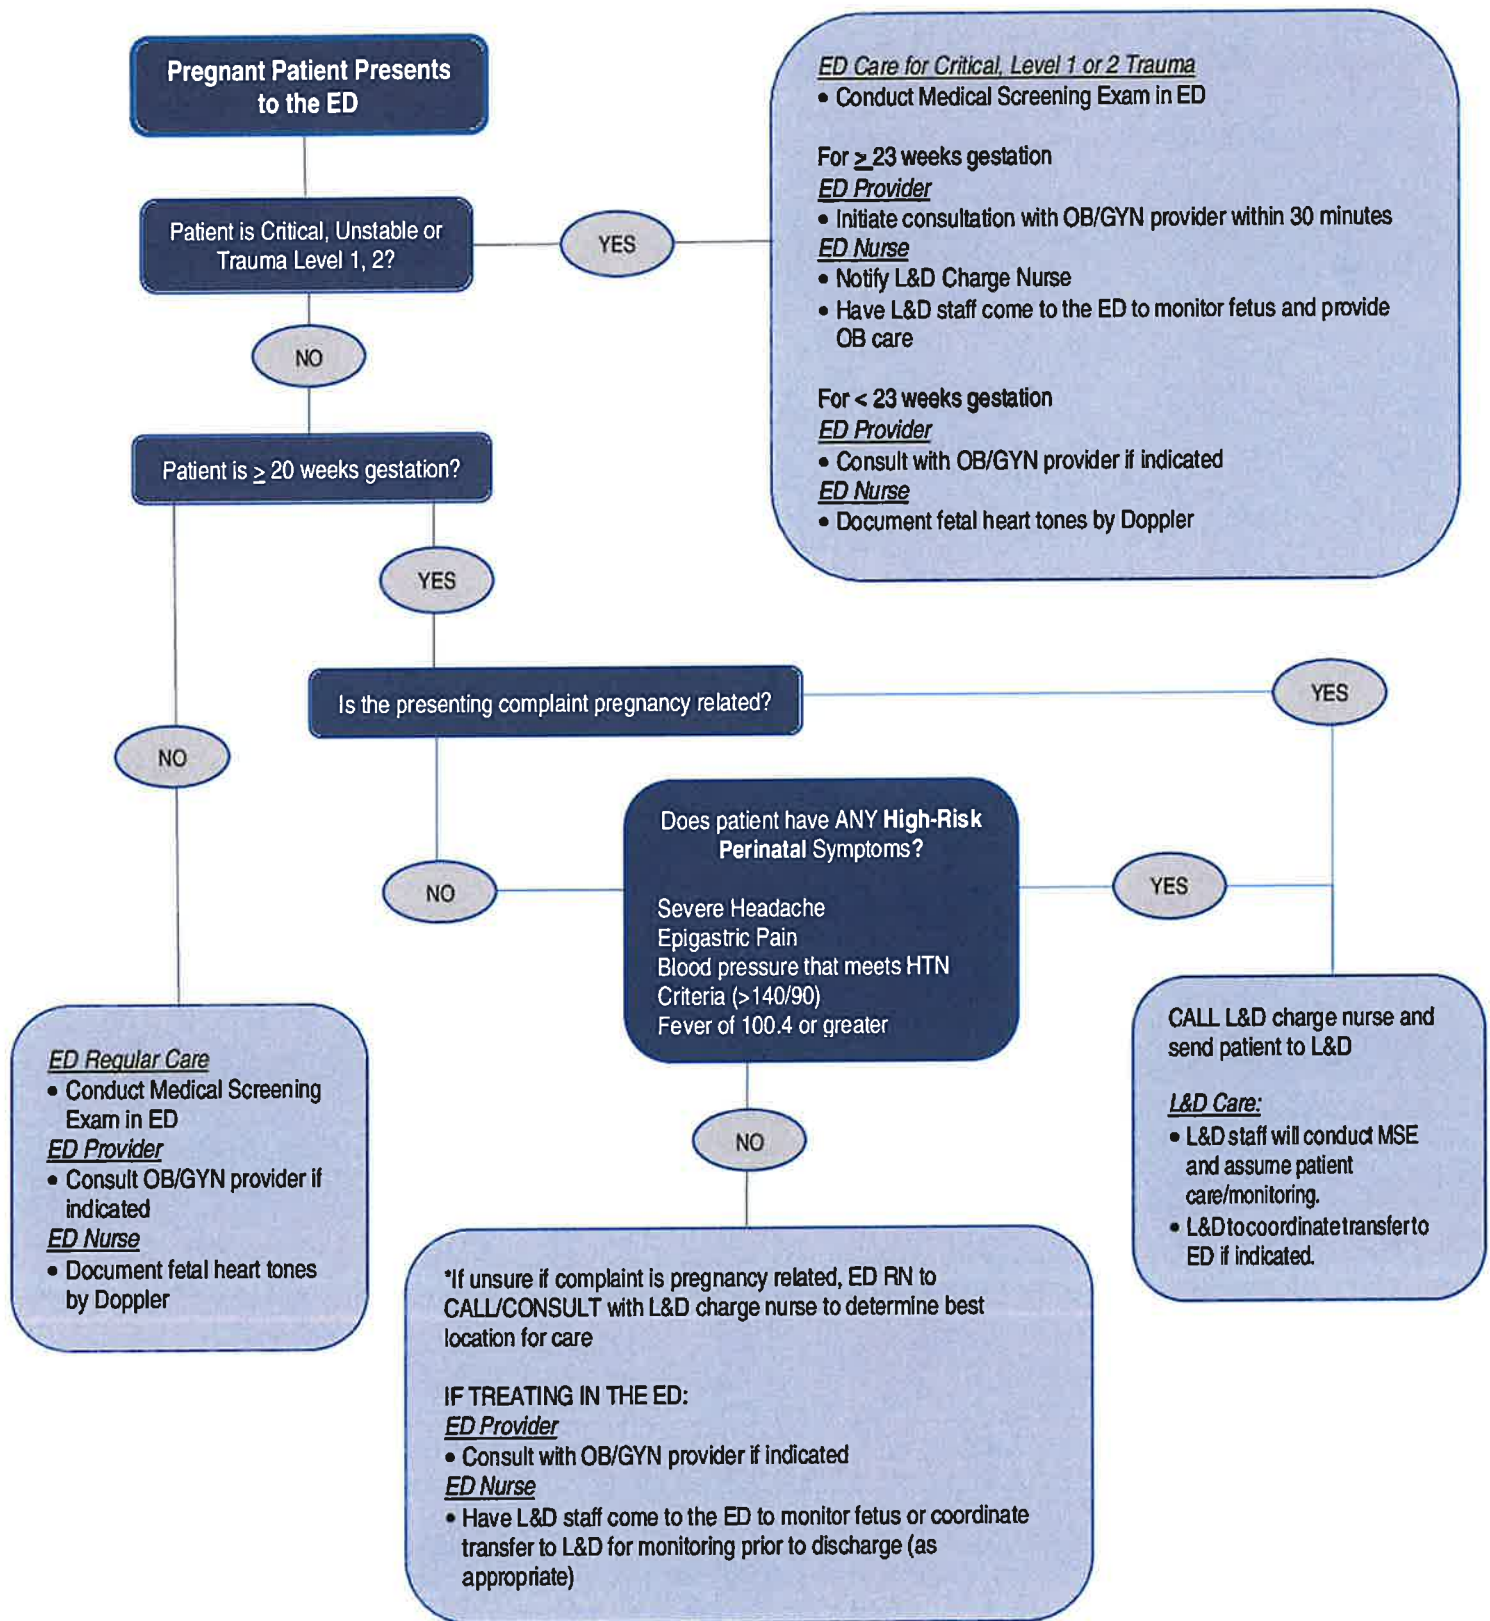 Pregnant Patient Presents
to the ED
Patient is Critical, Unstable or
Trauma Level 1, 2?
YES
ED Care for Critical, Level 1 or 2 Trauma
• Conduct Medical Screening Exam in ED
For ≥ 23 weeks gestation
ED Provider
• Initiate consultation with OB/GYN provider within 30 minutes
ED Nurse
• Notify L&D Charge Nurse
• Have L&D staff come to the ED to monitor fetus and provide
OB care
For < 23 weeks gestation
ED Provider
• Consult with OB/GYN provider if indicated
ED Nurse
• Document fetal heart tones by Doppler
NO
Patient is ≥ 20 weeks gestation?
YES
Is the presenting complaint pregnancy related?
YES
NO
NO
Does patient have ANY High-Risk
Perinatal Symptoms?
Severe Headache
Epigastric Pain
Blood pressure that meets HTN
Criteria (>140/90)
Fever of 100.4 or greater
YES
CALL L&D charge nurse and
send patient to L&D
L&D Care:
• L&D staff will conduct MSE
and assume patient
care/monitoring.
• L&D to coordinate transfer to
ED if indicated.
ED Regular Care
• Conduct Medical Screening
Exam in ED
ED Provider
• Consult OB/GYN provider if
indicated
ED Nurse
• Document fetal heart tones
by Doppler
NO
*If unsure if complaint is pregnancy related, ED RN to
CALL/CONSULT with L&D charge nurse to determine best
location for care
IF TREATING IN THE ED:
ED Provider
• Consult with OB/GYN provider if indicated
ED Nurse
• Have L&D staff come to the ED to monitor fetus or coordinate
transfer to L&D for monitoring prior to discharge (as
appropriate)